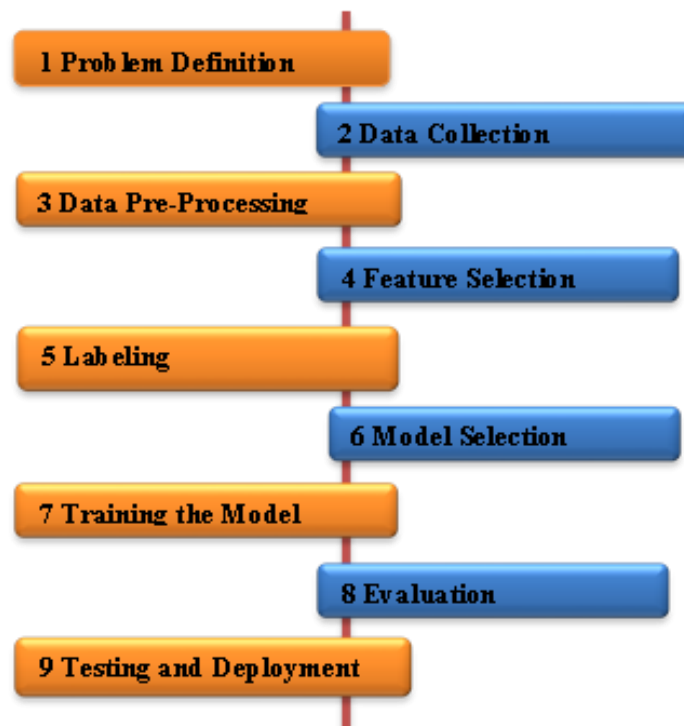 1 Problem Definition
2 Data Collection
3 Data Pre-Processing
4 Feature Selection
5 Labeling
6 Model Selection
7 Training the Model
8 Evaluation
9 Testing and Deployment